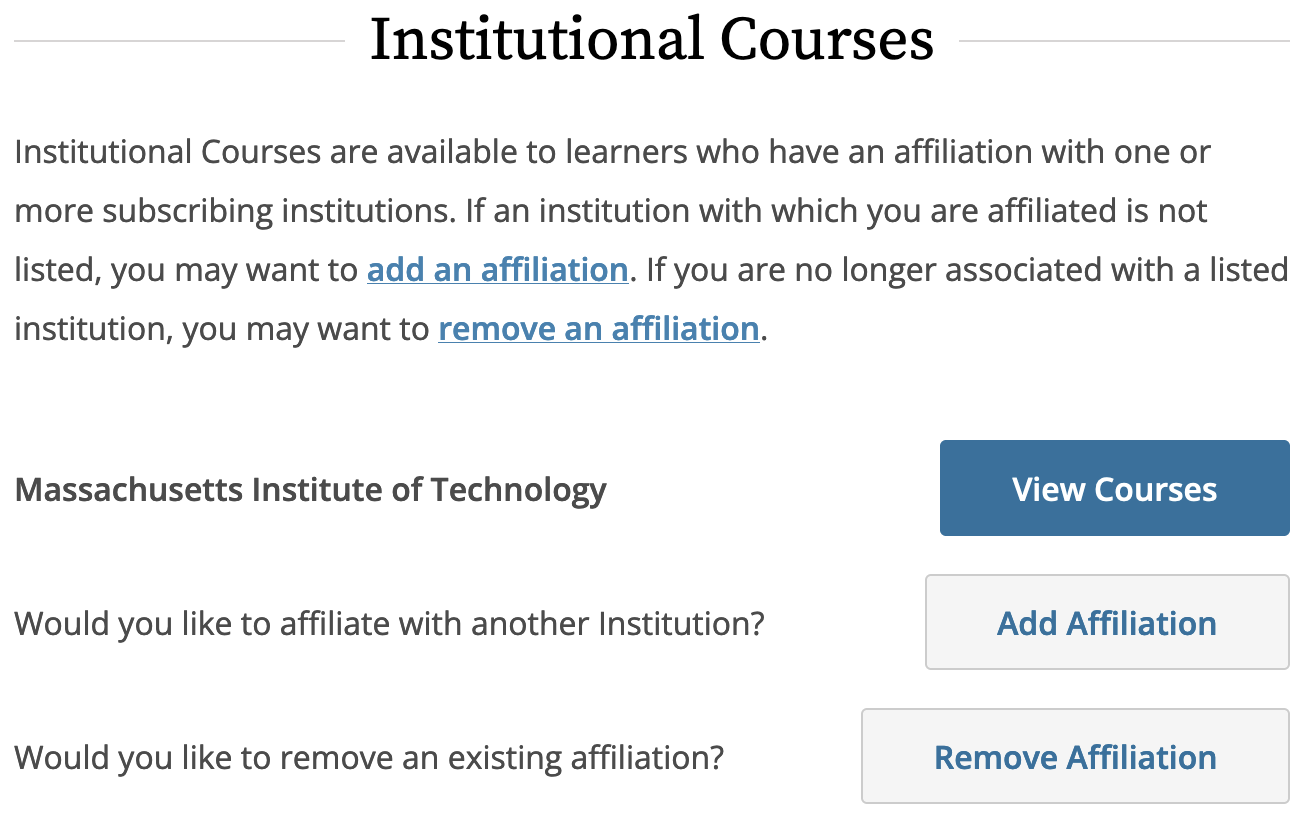 Institutional Courses
Institutional Courses are available to learners who have an affiliation with one or
more subscribing institutions. If an institution with which you are affiliated is not
listed, you may want to add an affiliation. If you are no longer associated with a listed
institution, you may want to remove an affiliation.
Massachusetts Institute of Technology
View Courses
Would you like to affiliate with another Institution?
Add Affiliation
Would you like to remove an existing affiliation?
Remove Affiliation